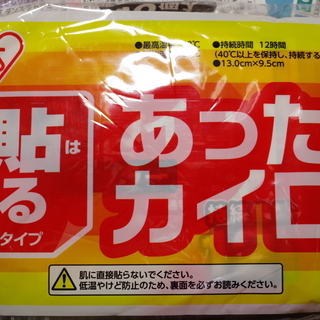 ●最高温
●持続時間 12時間
(40℃以上を保持し、持続する
●13.0cm×9.5cm
貼は
る
タイプ
あった
カイロ
肌に直接貼らないでください。
低温やけど防止のため、裏面を必ずお読みください。